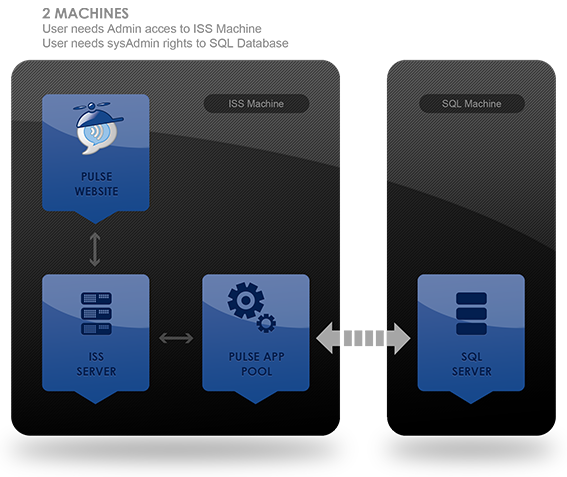 2 MACHINES
User needs Admin acces to ISS Machine
User needs sysAdmin rights to SQL Database
ISS Machine
SQL Machine
PULSE
WEBSITE
ISS
SERVER
PULSE APP
POOL
SQL
SERVER